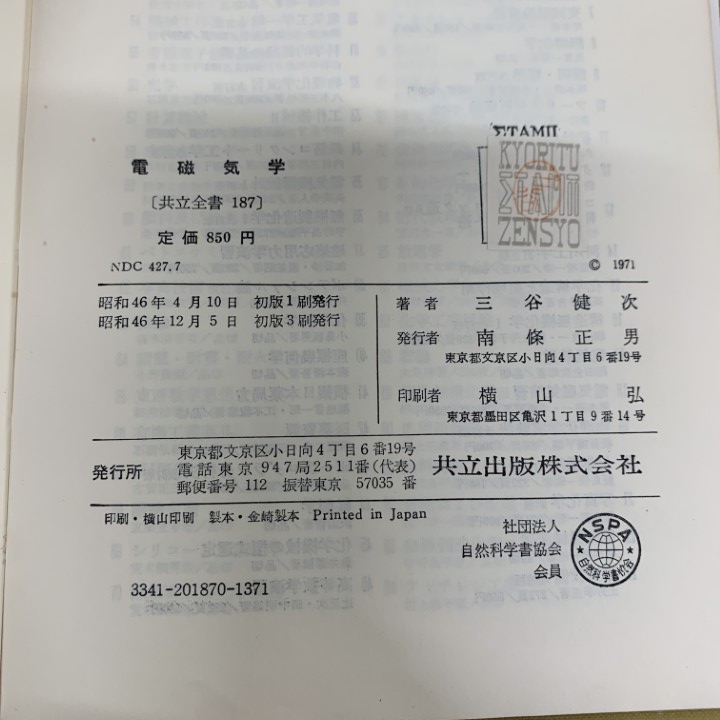 電磁気学
〔共立全書 187〕
定価 850 円
NDC 427.7
ΣTAMΠ
KYORITU
ΣTAMΠ
ZENSYO
© 1971
昭和46年4月10日 初版1刷発行
昭和46年12月5日 初版3刷発行
著者 三谷健次
発行者 南條正男
東京都文京区小日向4丁目6番19号
印刷者 横山弘
東京都墨田区亀沢1丁目9番14号
発行所
東京都文京区小日向4丁目6番19号
電話東京947局2511番(代表)
郵便番号 112 振替東京 57035 番
共立出版株式会社
印刷・横山印刷 製本・金崎製本 Printed in Japan
社団法人
自然科学書協会
会員
NSPA
自然科学書協会
3341-201870-1371